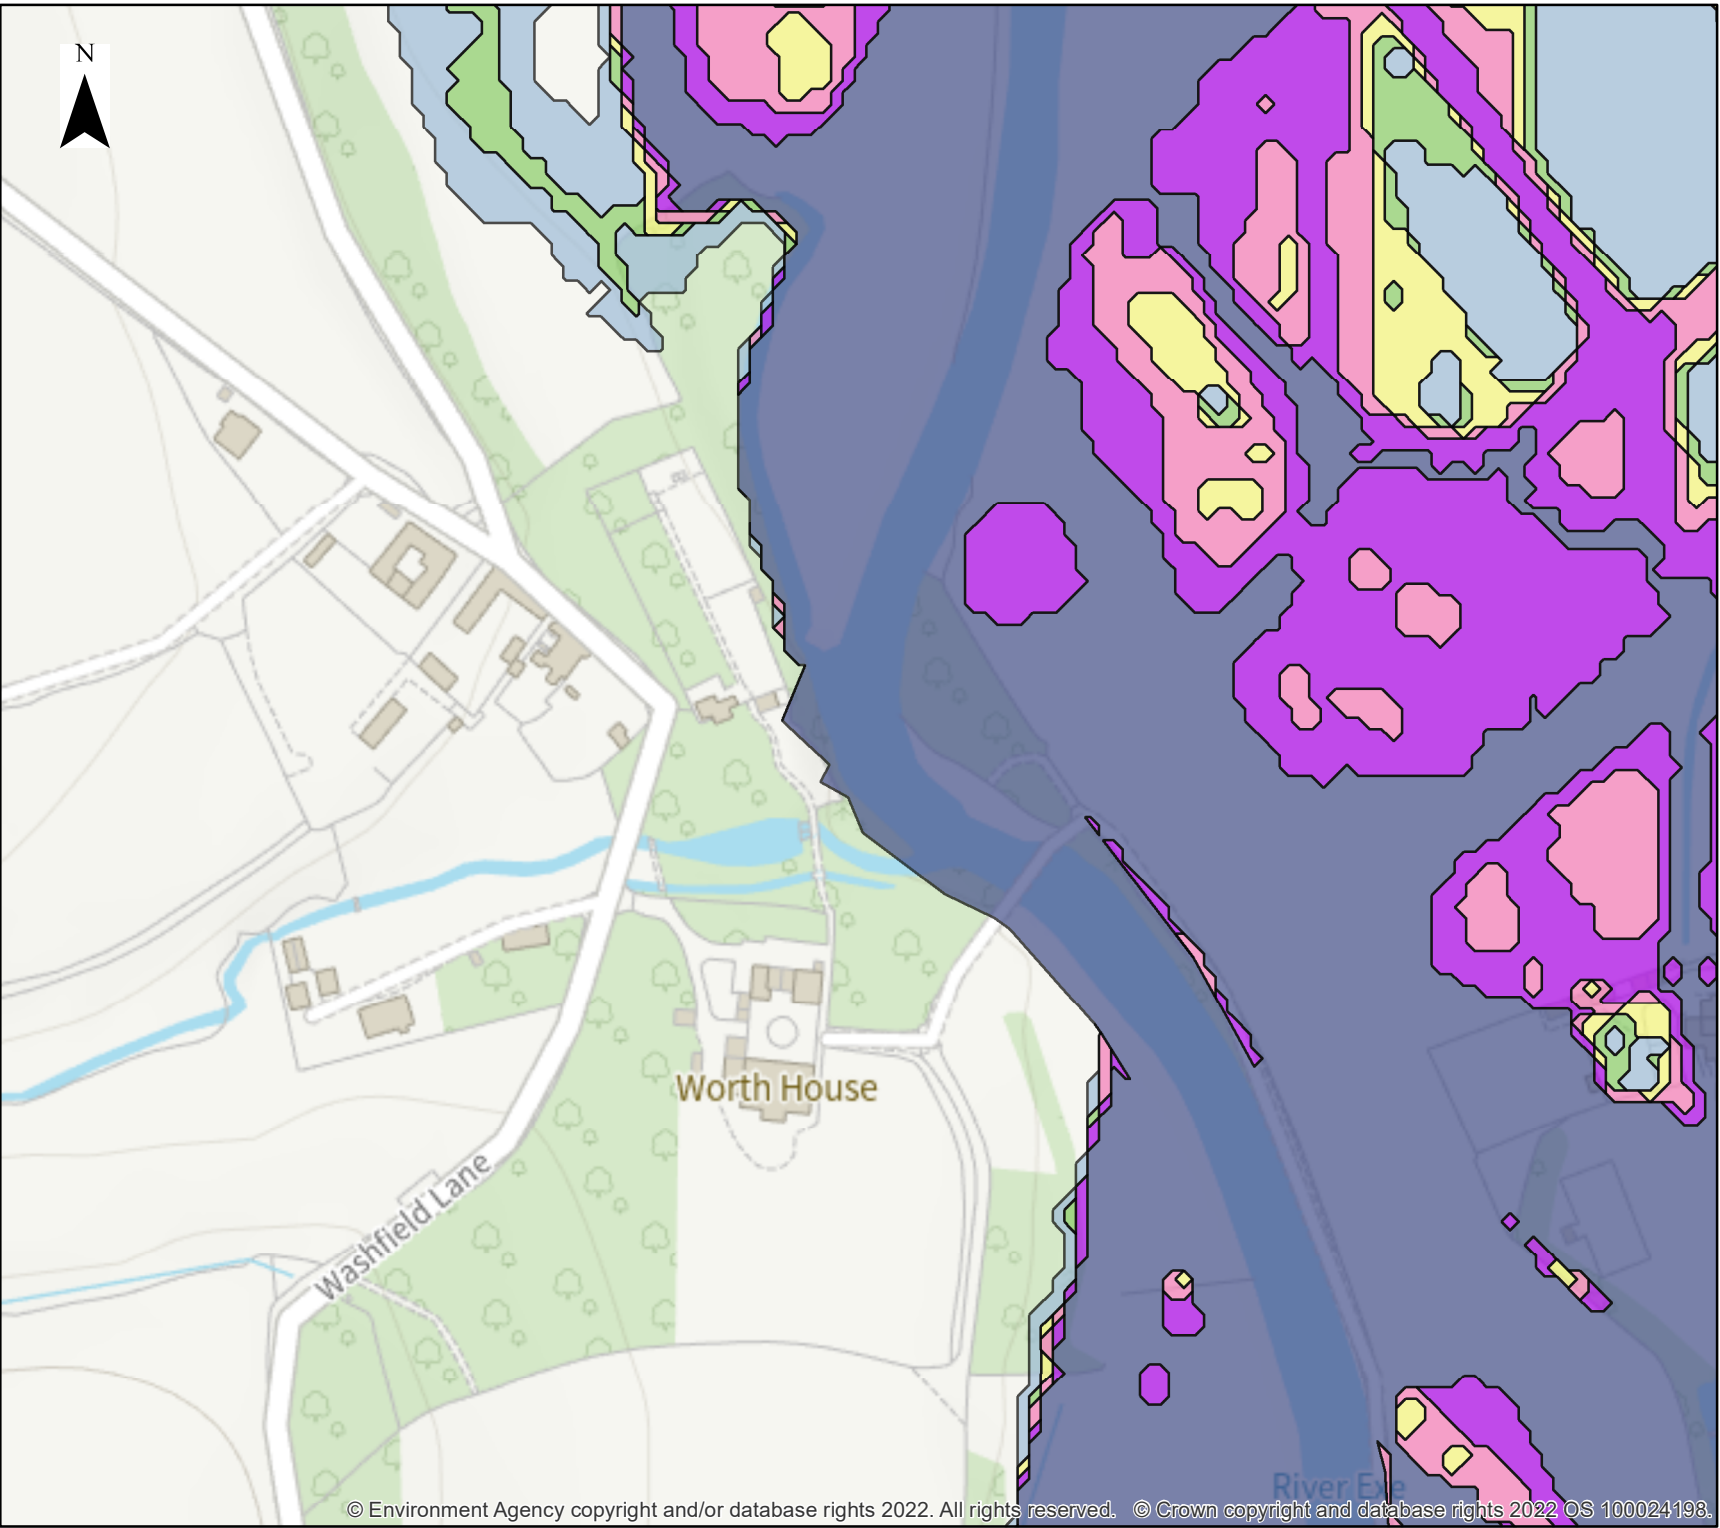 N
Worth House
Washfield Lane
River Exe
© Environment Agency copyright and/or database rights 2022. All rights reserved. © Crown copyright and database rights 2022 OS 100024198.